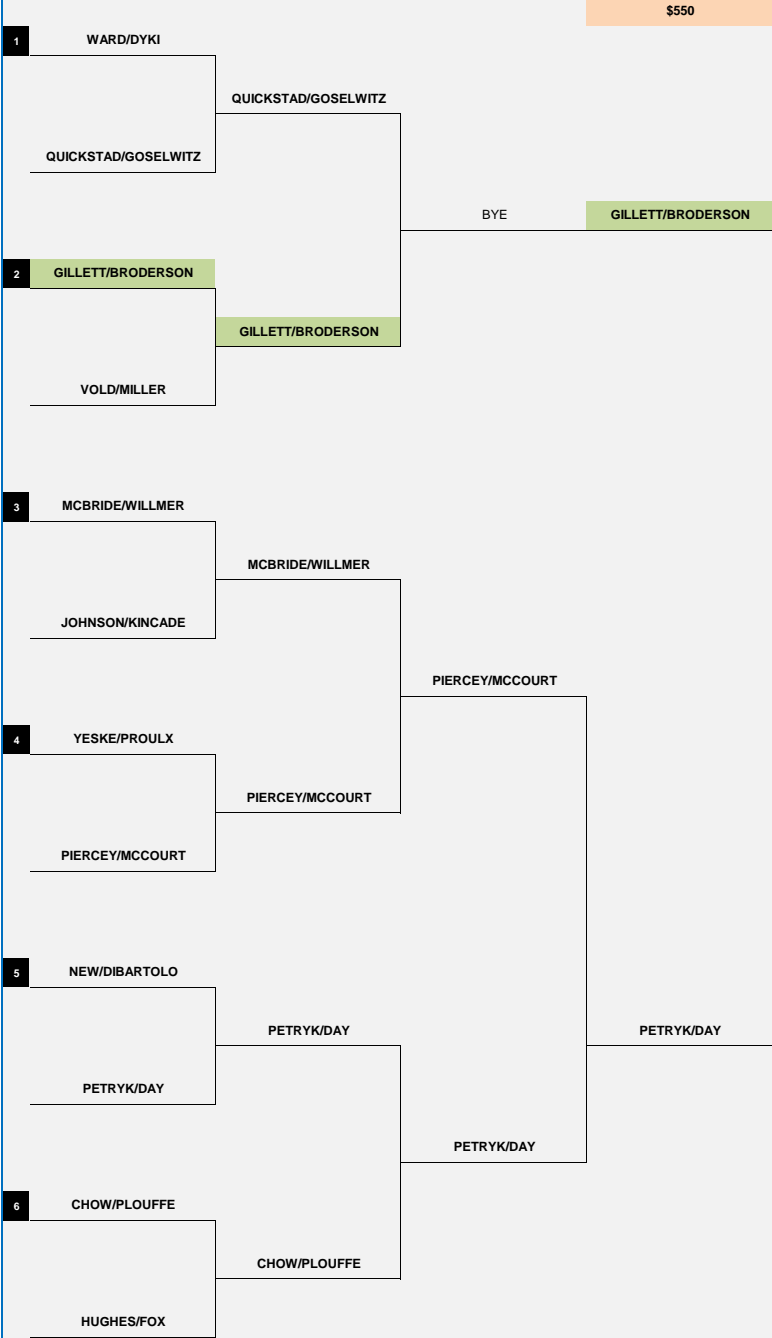 $550
1 WARD/DYKI
QUICKSTAD/GOSELWITZ
QUICKSTAD/GOSELWITZ
BYE GILLETT/BRODERSON
2 GILLETT/BRODERSON
GILLETT/BRODERSON
VOLD/MILLER
3 MCBRIDE/WILLMER
MCBRIDE/WILLMER
JOHNSON/KINCADE
PIERCEY/MCCOURT
4 YESKE/PROULX
PIERCEY/MCCOURT
PIERCEY/MCCOURT
5 NEW/DIBARTOLO
PETRYK/DAY PETRYK/DAY
PETRYK/DAY
PETRYK/DAY
6 CHOW/PLOUFFE
CHOW/PLOUFFE
HUGHES/FOX